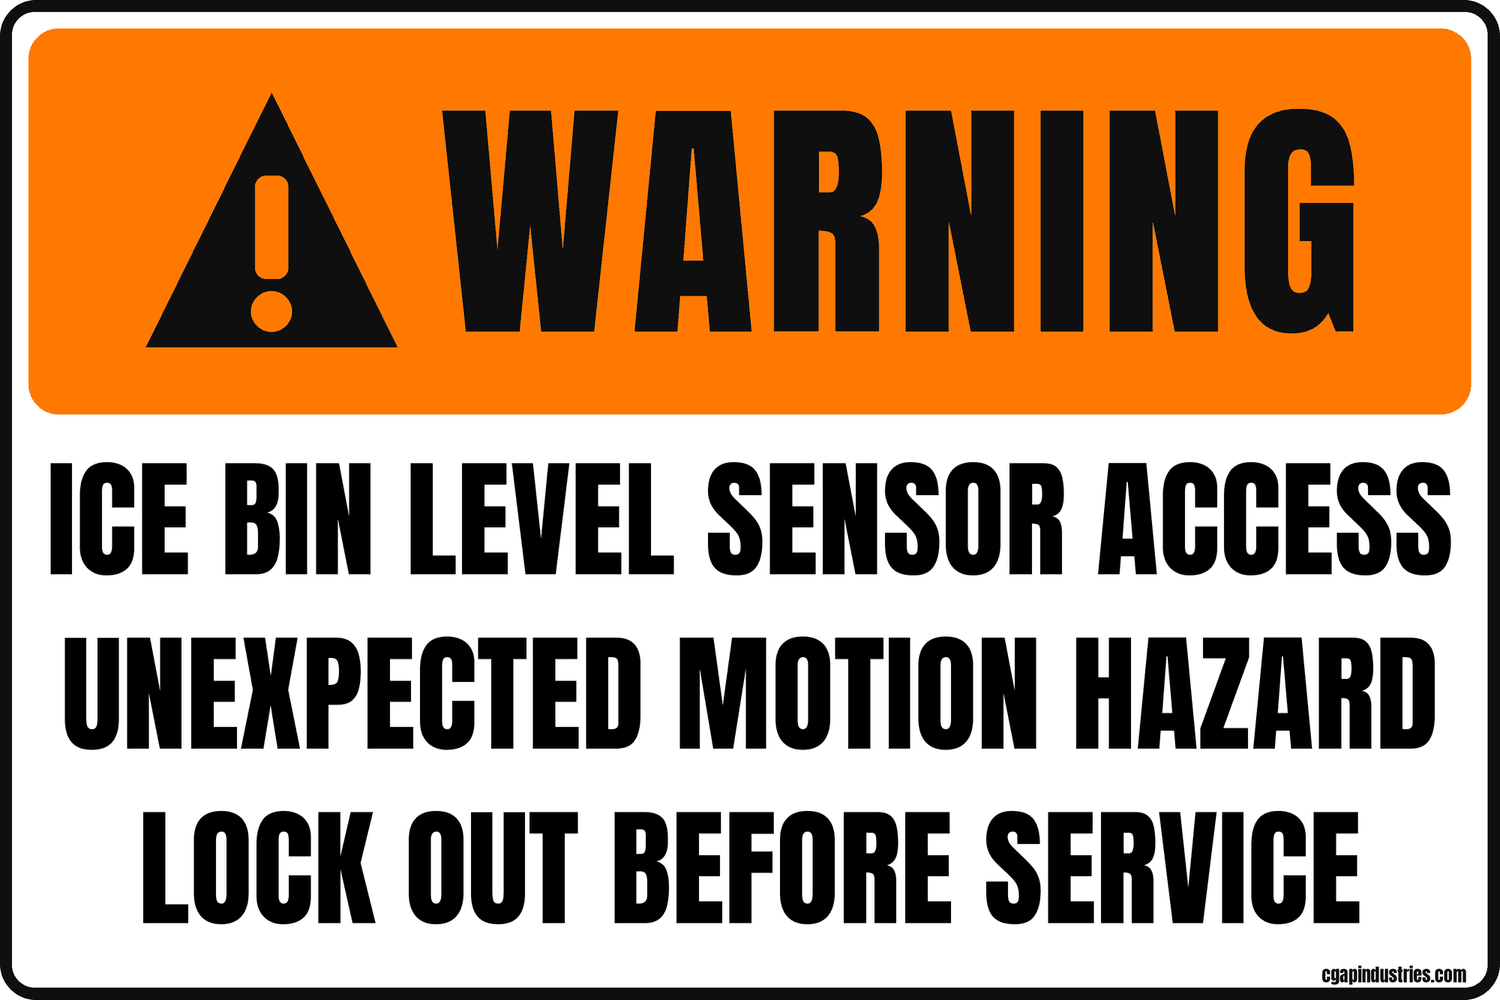 WARNING
ICE BIN LEVEL SENSOR ACCESS
UNEXPECTED MOTION HAZARD
LOCK OUT BEFORE SERVICE
cgapindustries.com